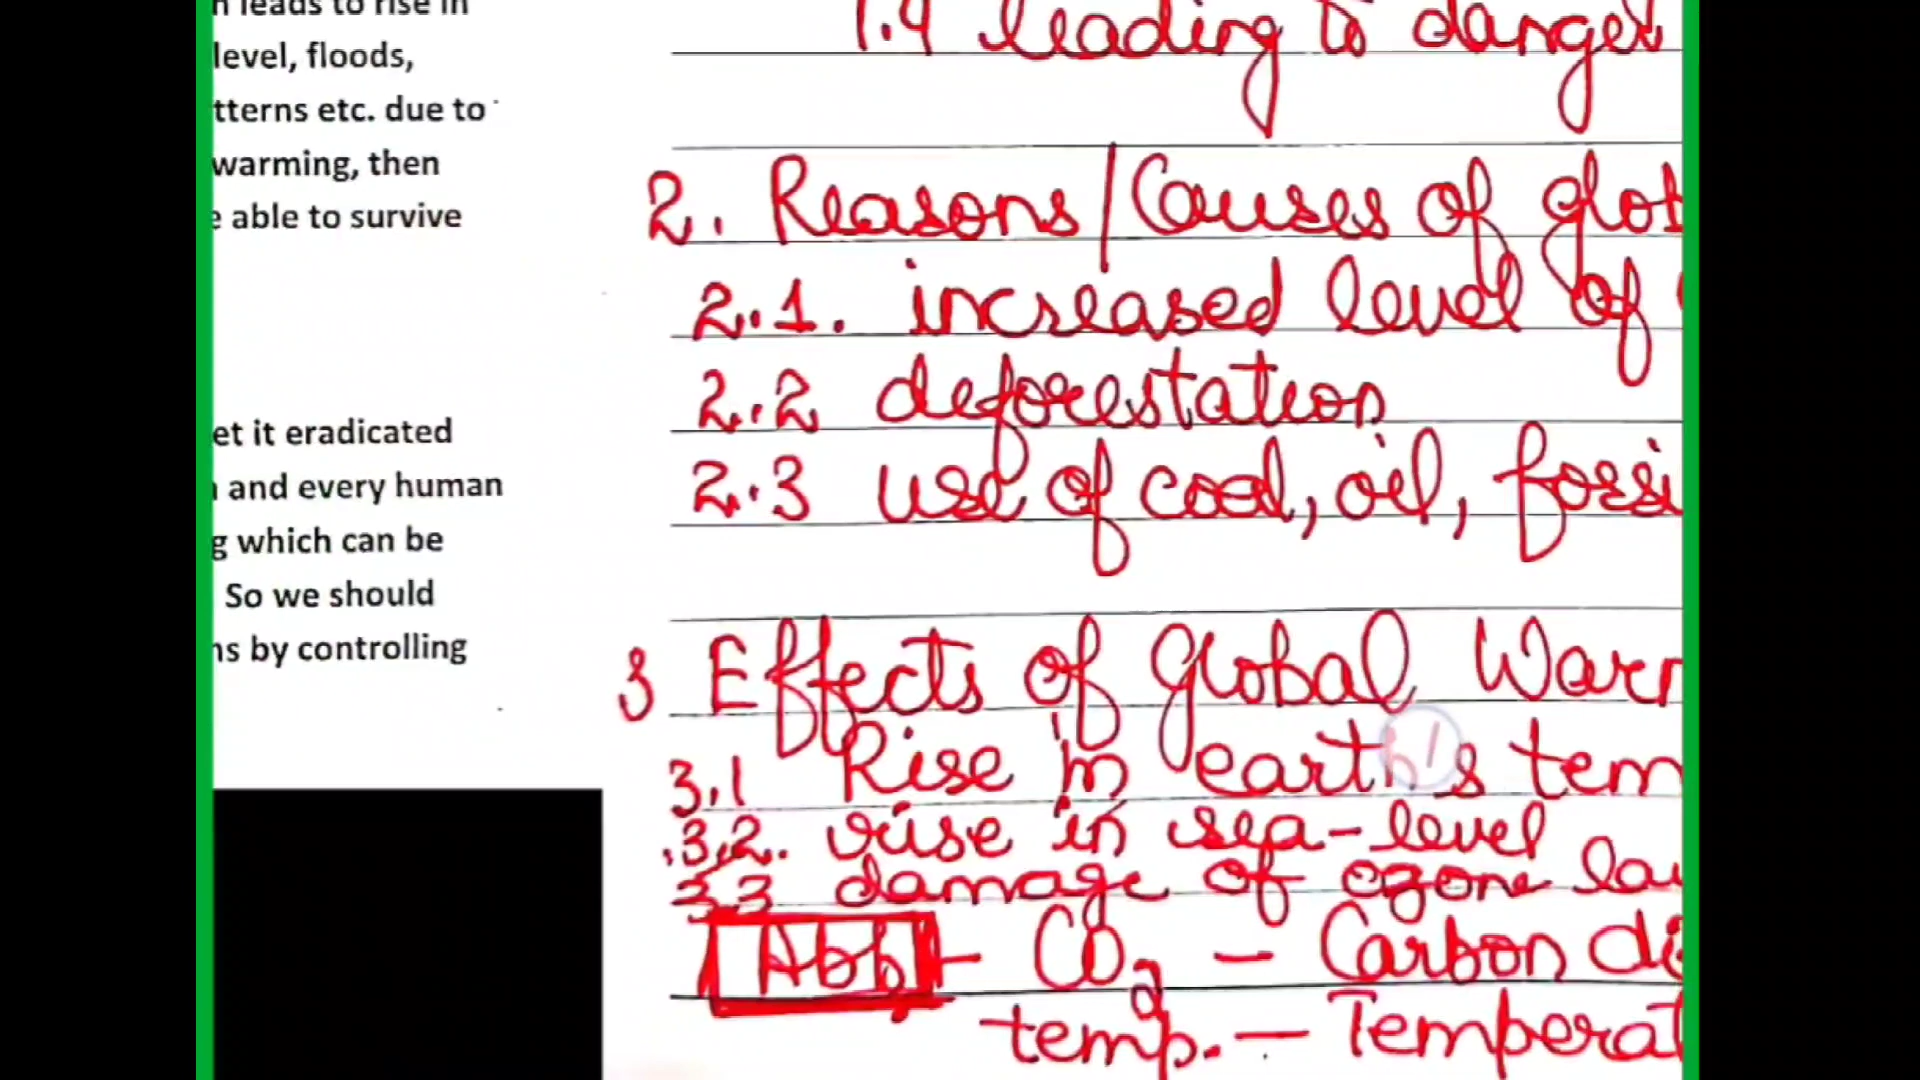 leads to rise in
level, floods,
tterns etc. due to
warming, then
e able to survive
et it eradicated
and every human
g which can be
So we should
ns by controlling
1.4 leading to danger
2. Reasons/Causes of glob
2.1. increased level of
2.2 deforestation
2.3 use of coal, oil, fossi
3 Effects of Global Warm
3.1 Rise in earth's tem
3.2. rise in sea-level
3.3 damage of ozone lay
Abb - CO2 - Carbon di
temp. - Temperat